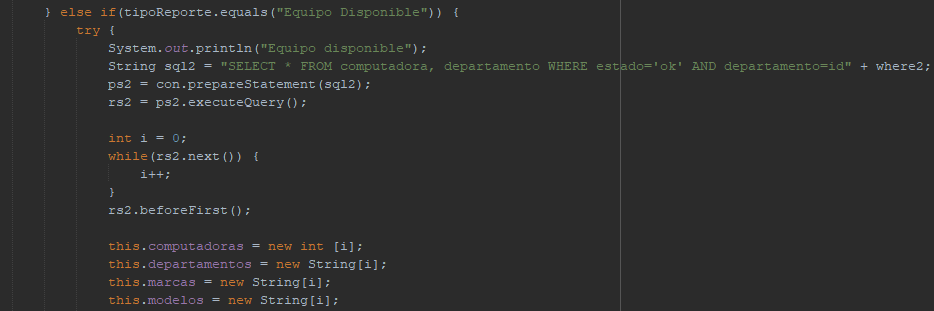 } else if(tipoReporte.equals("Equipo Disponible")) {
try {
System.out.println("Equipo disponible");
String sql2 = "SELECT * FROM computadora, departamento WHERE estado='ok' AND departamento=id" + where2;
ps2 = con.prepareStatement(sql2);
rs2 = ps2.executeQuery();
int i = 0;
while(rs2.next()) {
i++;
}
rs2.beforeFirst();
this.computadoras = new int [i];
this.departamentos = new String[i];
this.marcas = new String[i];
this.modelos = new String[i];